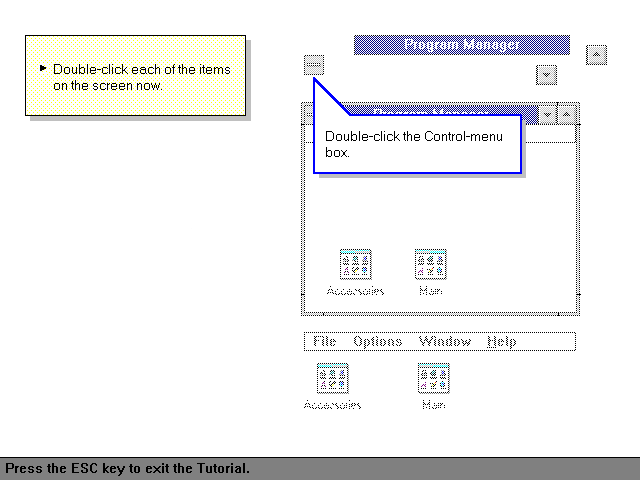 Program Manager
Double-click each of the items
on the screen now.
Double-click the Control-menu
box.
Accessories Main
File Options Window Help
Accessories Main
Press the ESC key to exit the Tutorial.